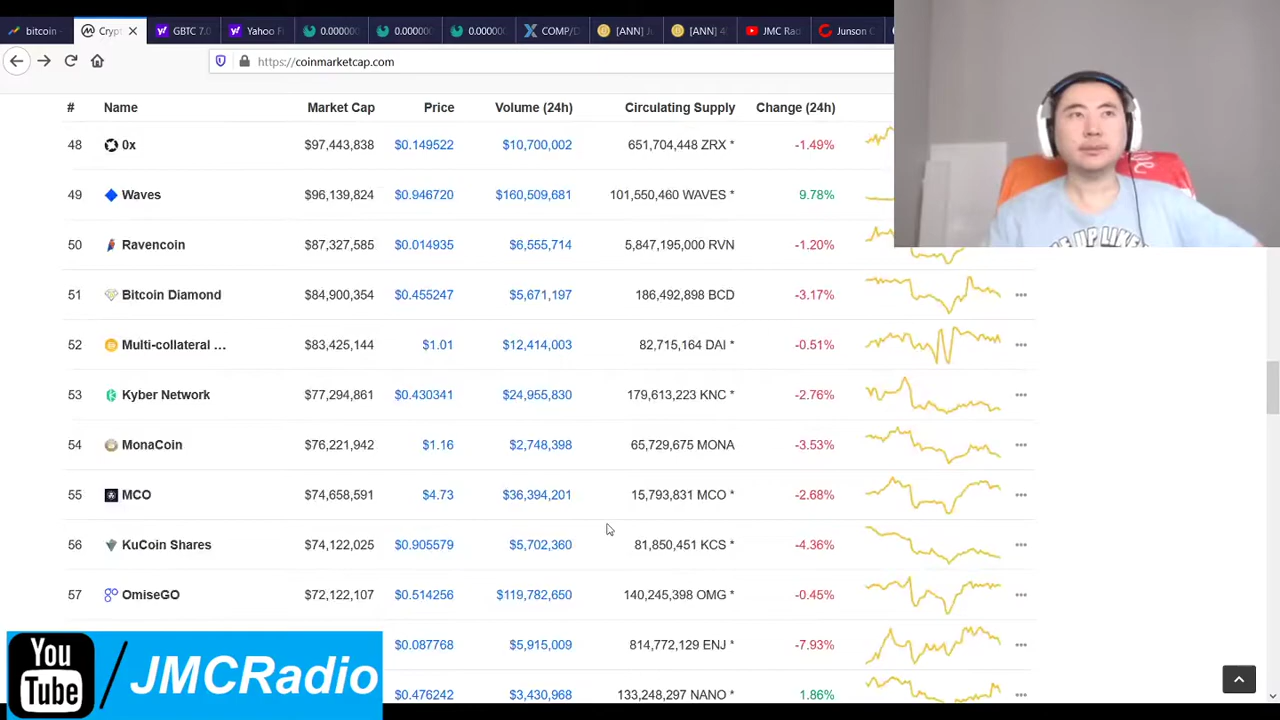 bitcoin -
Crypt
GBTC 7.0
Yahoo Fi
0.000000
0.000000
0.000000
COMP/D
[ANN] Ju
[ANN] 4!
JMC Rad
Junson C
https://coinmarketcap.com
# Name Market Cap Price Volume (24h) Circulating Supply Change (24h)
48 0x $97,443,838 $0.149522 $10,700,002 651,704,448 ZRX * -1.49%
49 Waves $96,139,824 $0.946720 $160,509,681 101,550,460 WAVES * 9.78%
50 Ravencoin $87,327,585 $0.014935 $6,555,714 5,847,195,000 RVN -1.20%
51 Bitcoin Diamond $84,900,354 $0.455247 $5,671,197 186,492,898 BCD -3.17%
52 Multi-collateral ... $83,425,144 $1.01 $12,414,003 82,715,164 DAI * -0.51%
53 Kyber Network $77,294,861 $0.430341 $24,955,830 179,613,223 KNC * -2.76%
54 MonaCoin $76,221,942 $1.16 $2,748,398 65,729,675 MONA -3.53%
55 MCO $74,658,591 $4.73 $36,394,201 15,793,831 MCO * -2.68%
56 KuCoin Shares $74,122,025 $0.905579 $5,702,360 81,850,451 KCS * -4.36%
57 OmiseGO $72,122,107 $0.514256 $119,782,650 140,245,398 OMG * -0.45%
$0.087768 $5,915,009 814,772,129 ENJ * -7.93%
$0.476242 $3,430,968 133,248,297 NANO * 1.86%
You
Tube
/JMCRadio